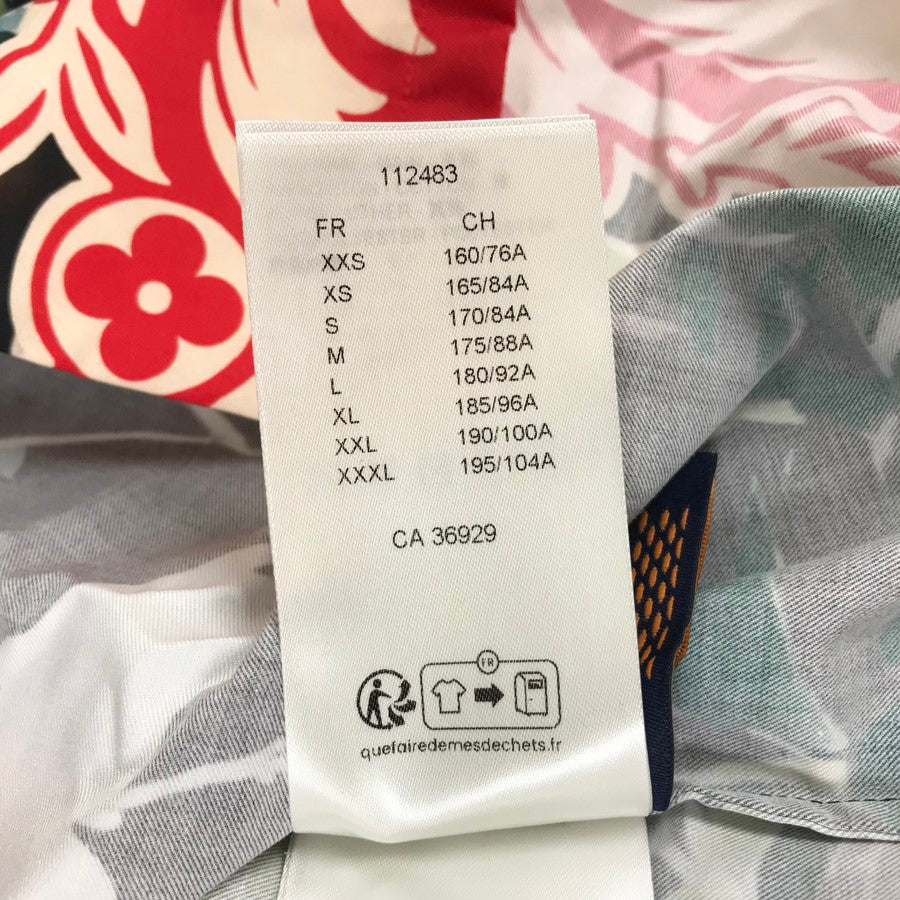 112483
FR CH
XXS 160/76A
XS 165/84A
S 170/84A
M 175/88A
L 180/92A
XL 185/96A
XXL 190/100A
XXXL 195/104A
CA 36929
FR
quefairedemesdechets.fr